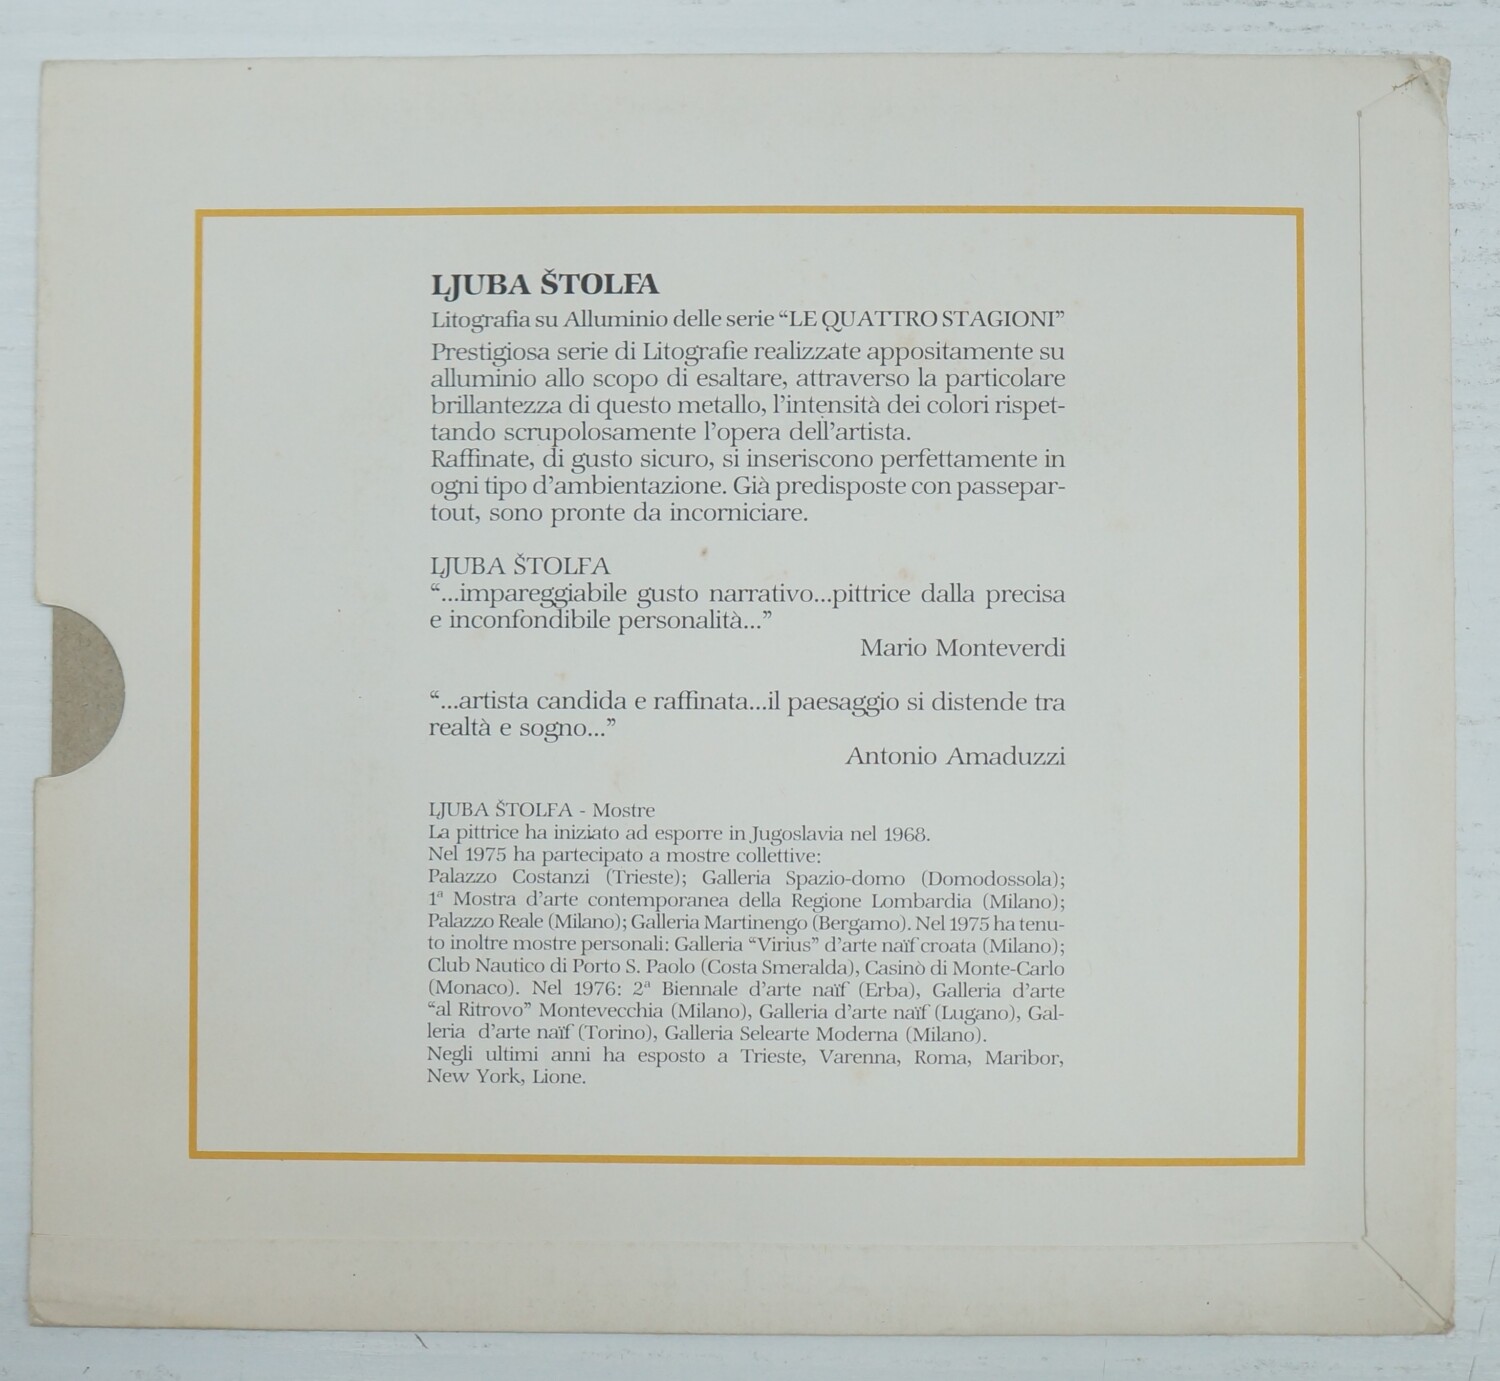 LJUBA ŠTOLFA
Litografia su Alluminio delle serie “LE QUATTRO STAGIONI”
Prestigiosa serie di Litografie realizzate appositamente su
alluminio allo scopo di esaltare, attraverso la particolare
brillantezza di questo metallo, l’intensità dei colori rispet-
tando scrupolosamente l’opera dell’artista.
Raffinate, di gusto sicuro, si inseriscono perfettamente in
ogni tipo d’ambientazione. Già predisposte con passepar-
tout, sono pronte da incorniciare.
LJUBA ŠTOLFA
“...impareggiabile gusto narrativo...pittrice dalla precisa
e inconfondibile personalità...”
Mario Monteverdi
“...artista candida e raffinata...il paesaggio si distende tra
realtà e sogno...”
Antonio Amaduzzi
LJUBA ŠTOLFA - Mostre
La pittrice ha iniziato ad esporre in Jugoslavia nel 1968.
Nel 1975 ha partecipato a mostre collettive:
Palazzo Costanzi (Trieste); Galleria Spazio-domo (Domodossola);
1ª Mostra d’arte contemporanea della Regione Lombardia (Milano);
Palazzo Reale (Milano); Galleria Martinengo (Bergamo). Nel 1975 ha tenu-
to inoltre mostre personali: Galleria “Virius” d’arte naïf croata (Milano);
Club Nautico di Porto S. Paolo (Costa Smeralda), Casinò di Monte-Carlo
(Monaco). Nel 1976: 2ª Biennale d’arte naïf (Erba), Galleria d’arte
“al Ritrovo” Montevecchia (Milano), Galleria d’arte naïf (Lugano), Gal-
leria d’arte naïf (Torino), Galleria Selearte Moderna (Milano).
Negli ultimi anni ha esposto a Trieste, Varenna, Roma, Maribor,
New York, Lione.